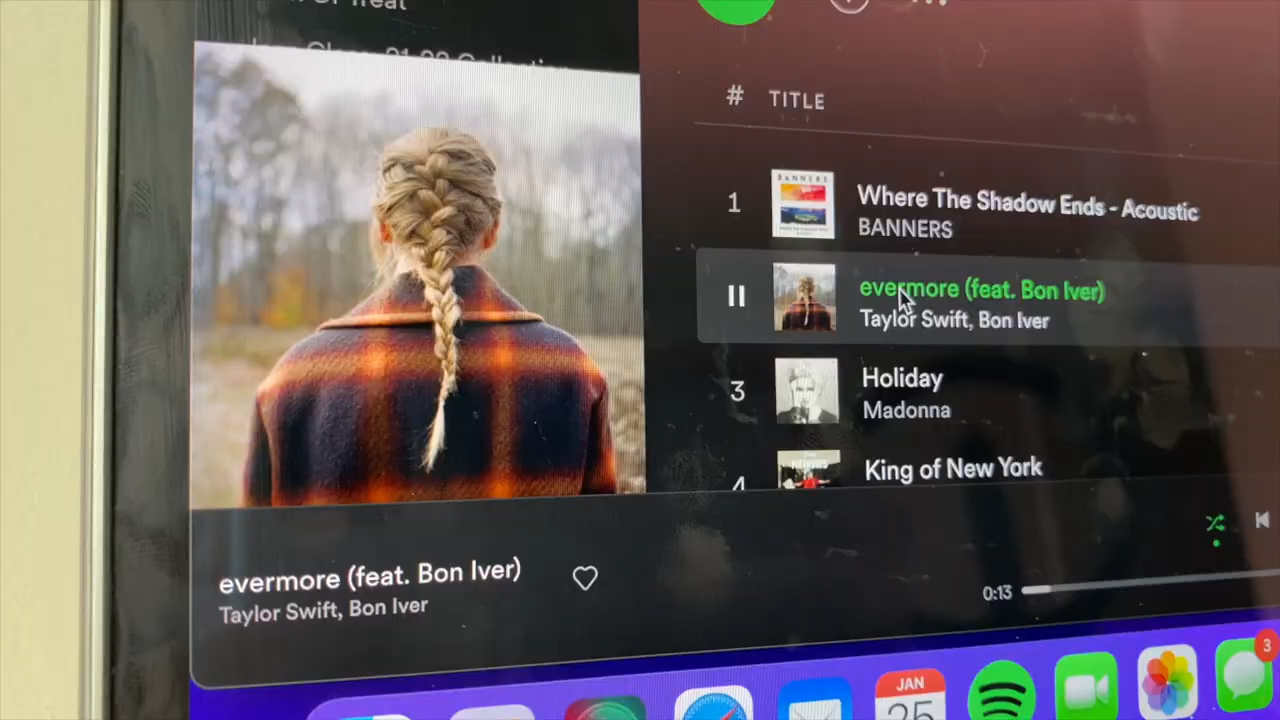 # TITLE
BANNERS
1
Where The Shadow Ends - Acoustic
BANNERS
evermore (feat. Bon Iver)
Taylor Swift, Bon Iver
3
Holiday
Madonna
4
King of New York
evermore (feat. Bon Iver)
Taylor Swift, Bon Iver
0:13
JAN
25
3